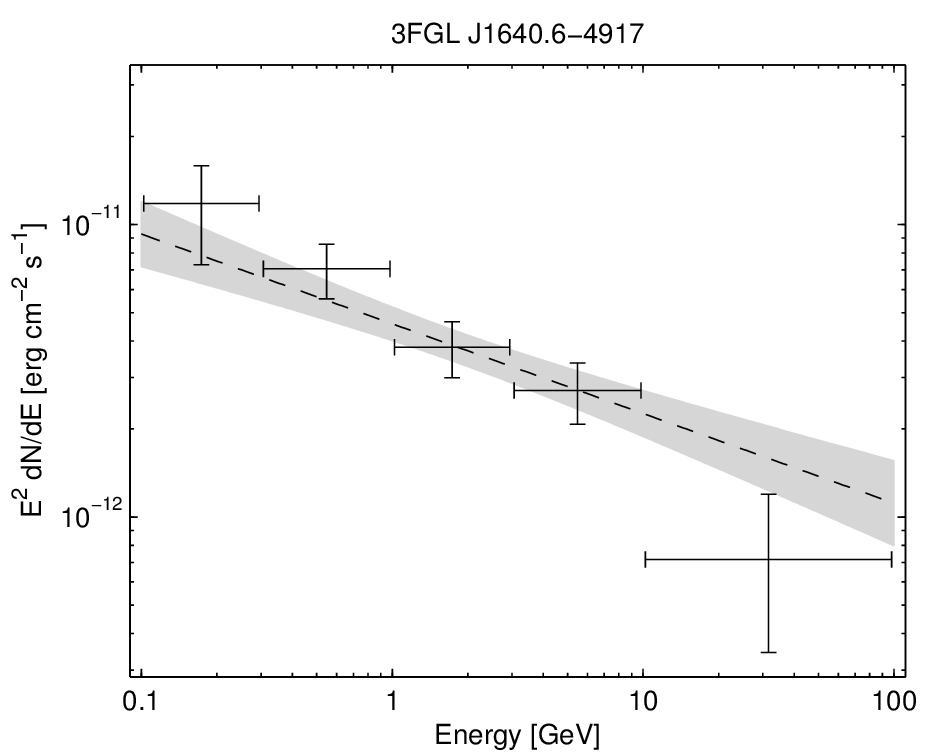 3FGL J1640.6−4917
E² dN/dE [erg cm⁻² s⁻¹]
10⁻¹¹
10⁻¹²
0.1 1 10 100
Energy [GeV]